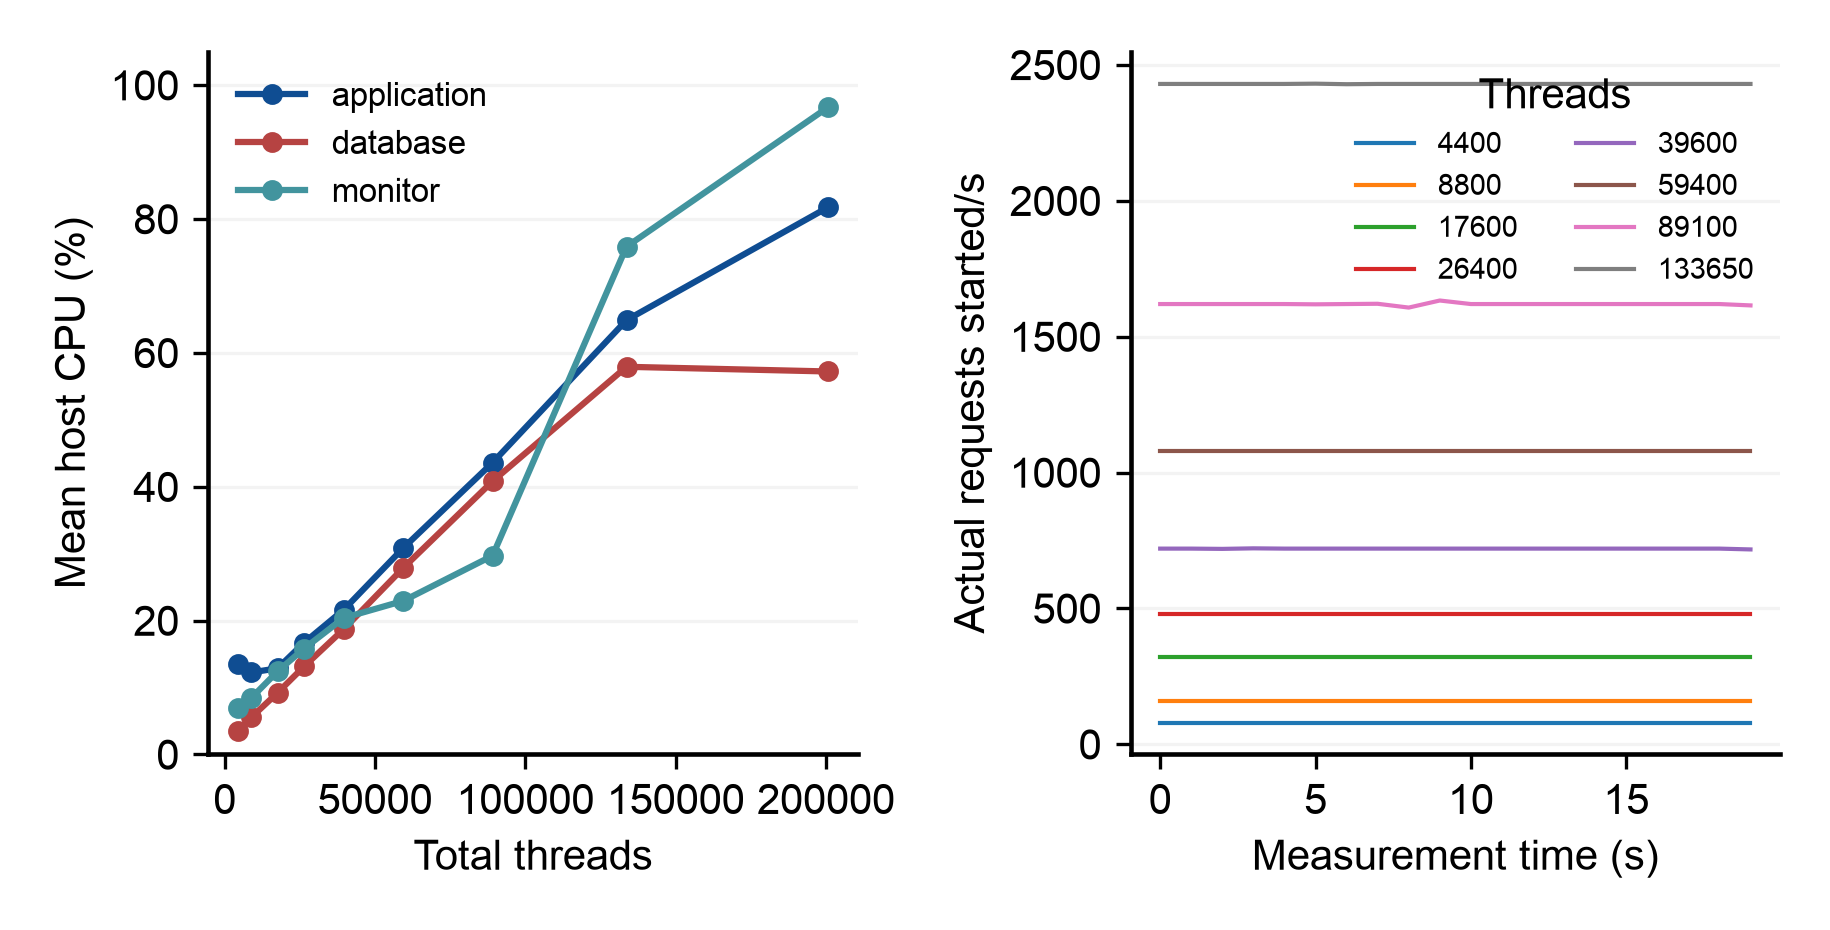 Mean host CPU (%)
100
80
60
40
20
0
application
database
monitor
0 50000 100000 150000 200000
Total threads
Actual requests started/s
2500
2000
1500
1000
500
0
Threads
4400 39600
8800 59400
17600 89100
26400 133650
0 5 10 15
Measurement time (s)